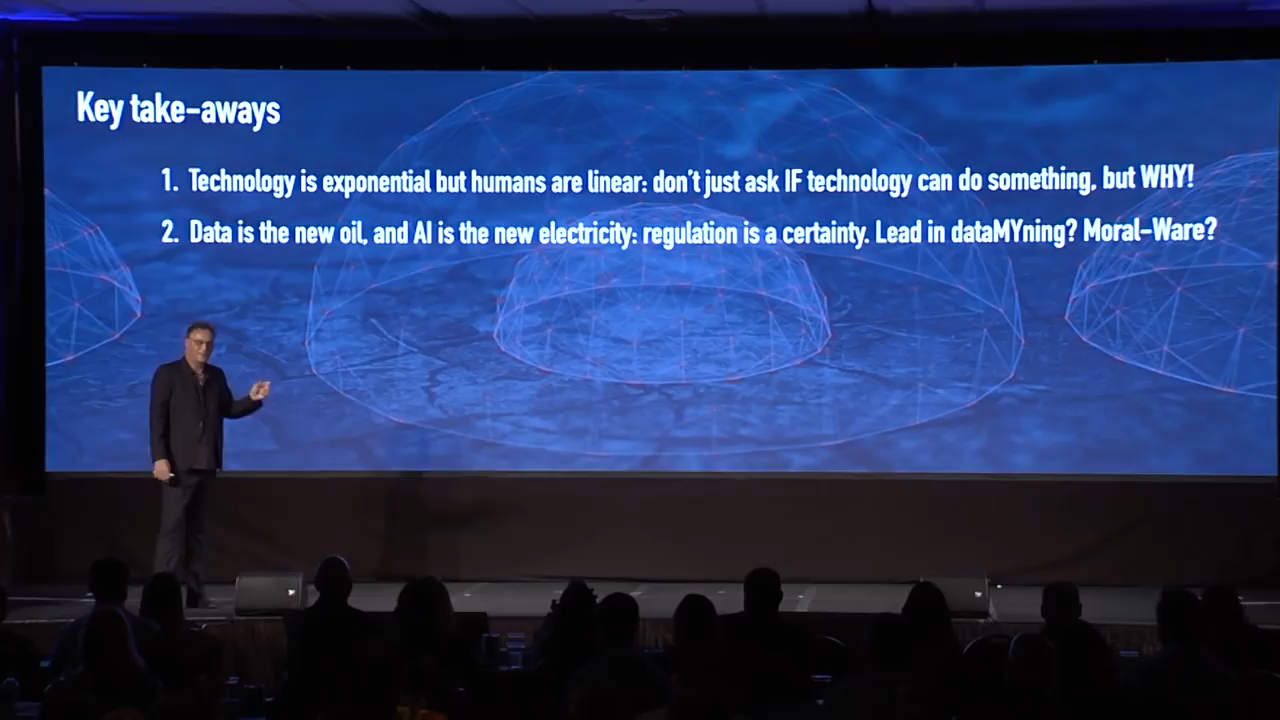 Key take-aways
1. Technology is exponential but humans are linear: don't just ask IF technology can do something, but WHY!
2. Data is the new oil, and AI is the new electricity: regulation is a certainty. Lead in dataMYning? Moral-Ware?